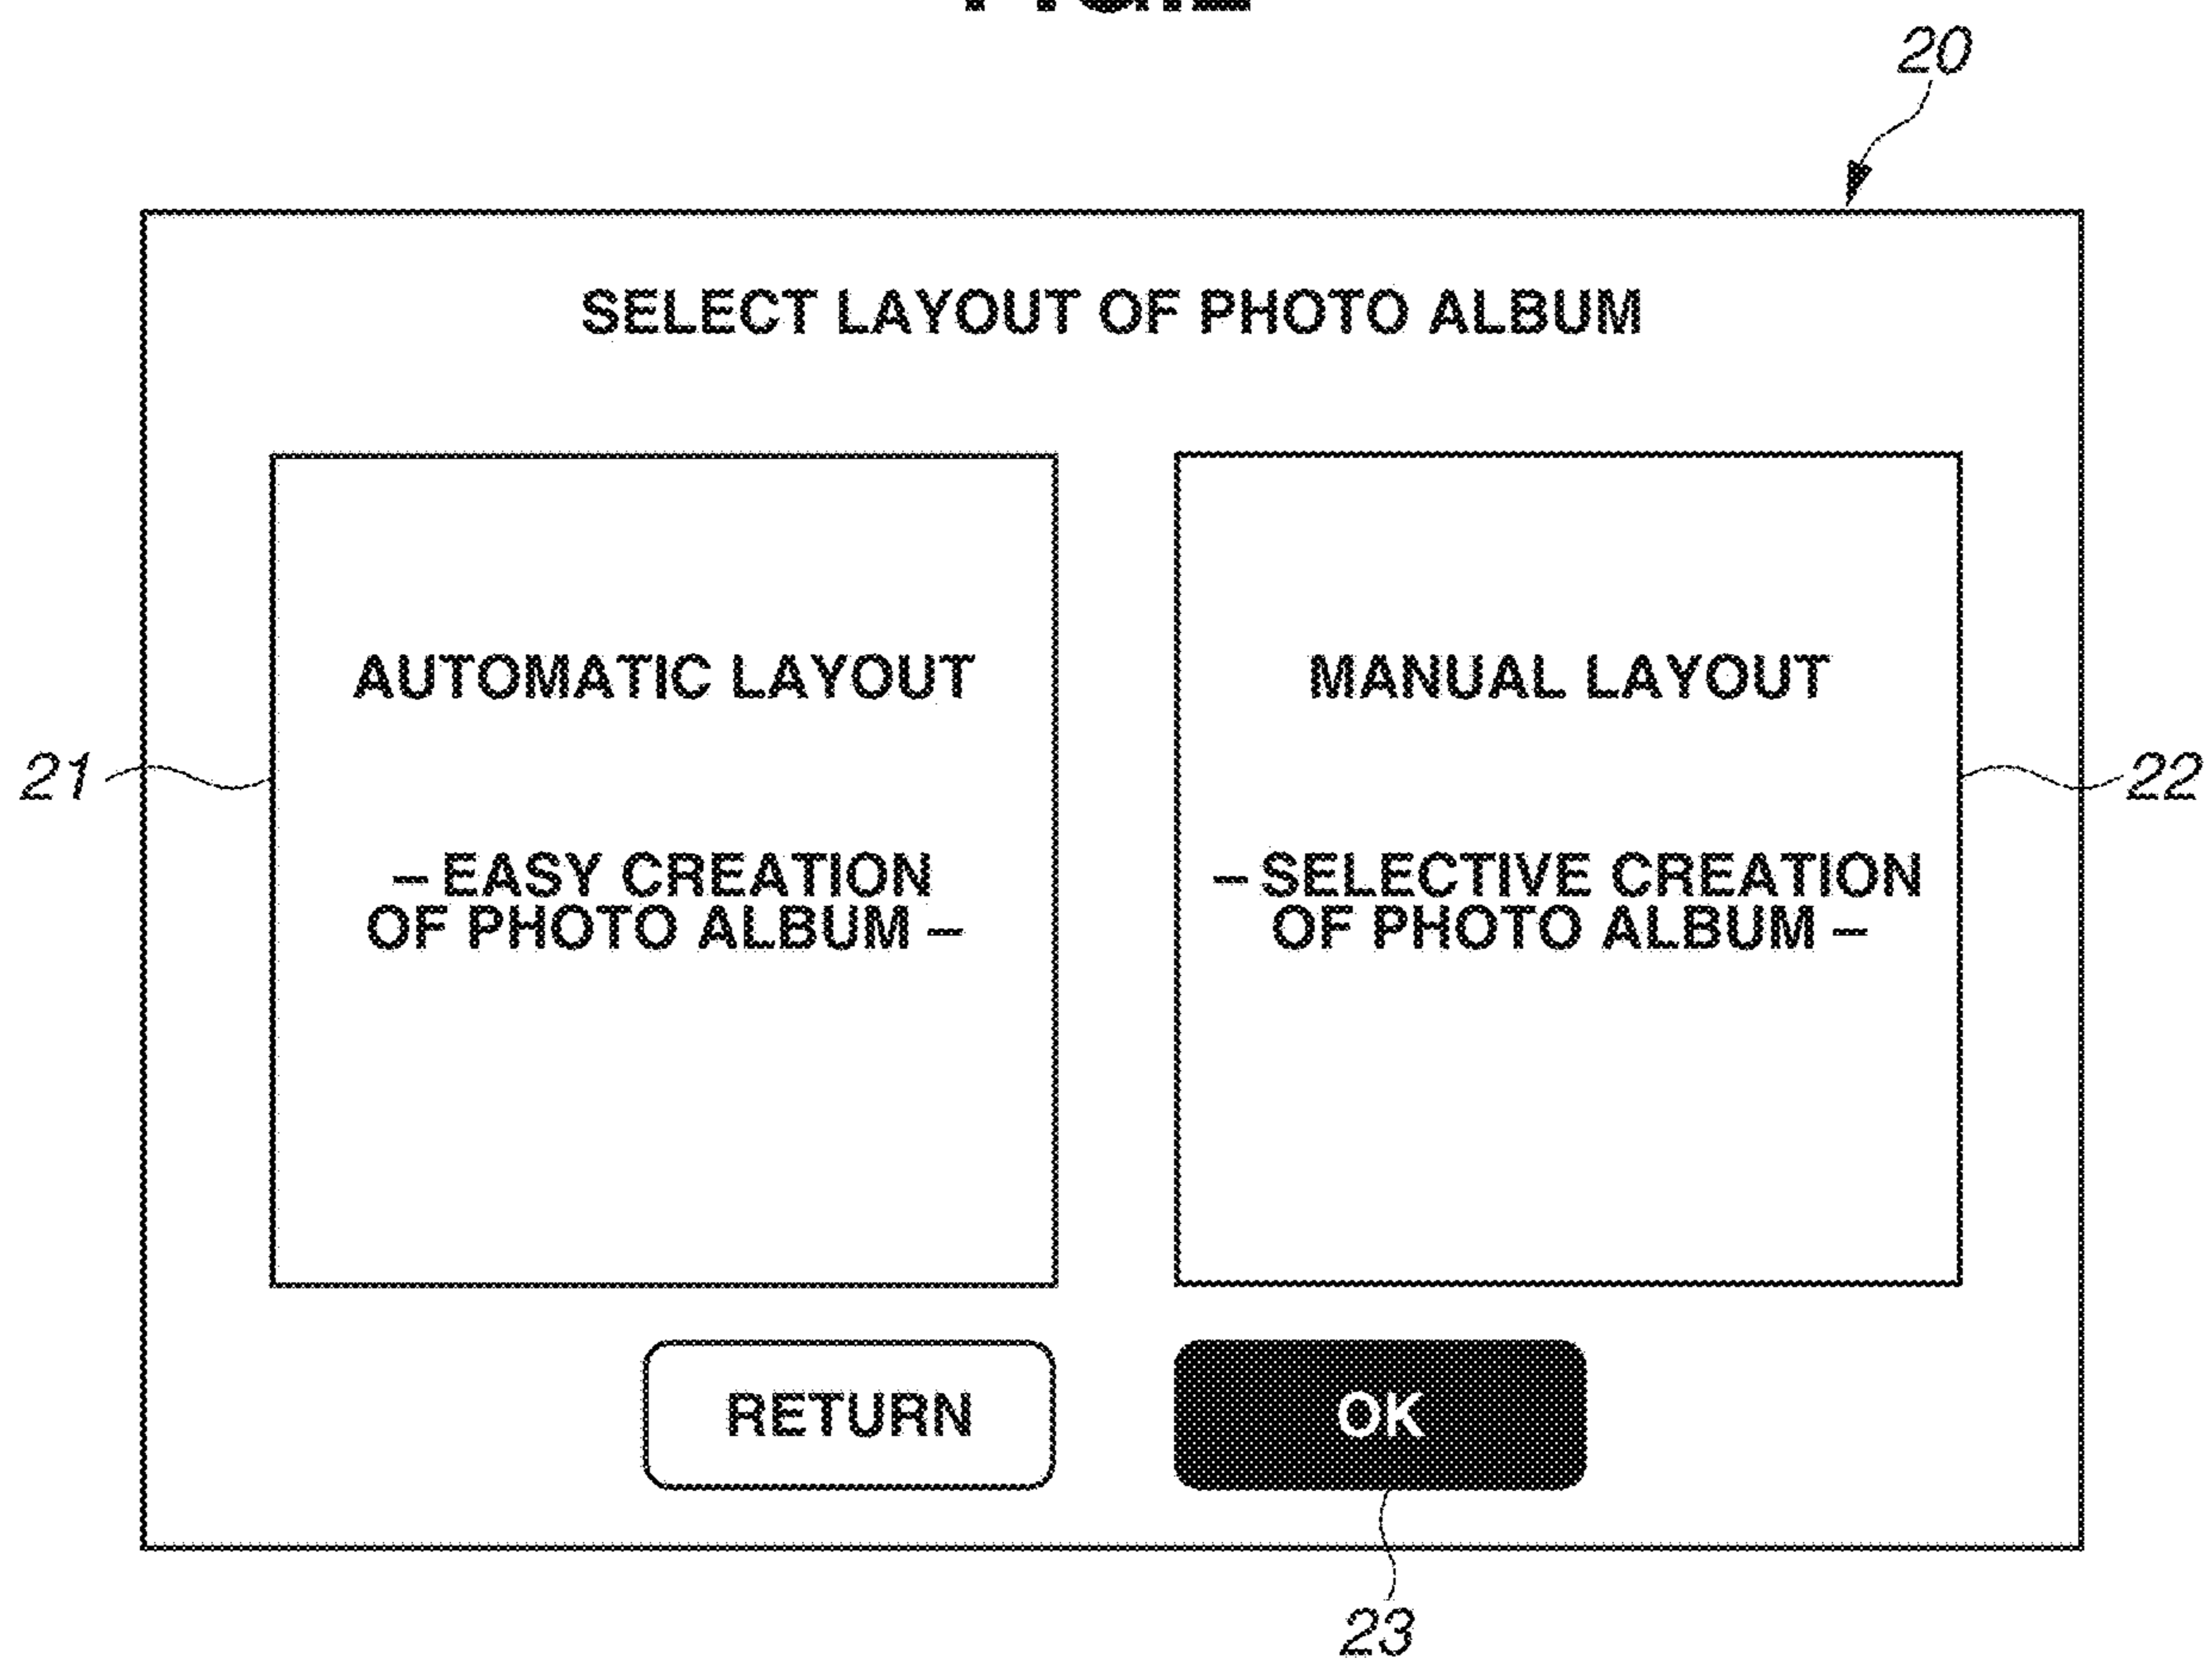 20
SELECT LAYOUT OF PHOTO ALBUM
AUTOMATIC LAYOUT
– EASY CREATION
OF PHOTO ALBUM –
MANUAL LAYOUT
– SELECTIVE CREATION
OF PHOTO ALBUM –
21
22
RETURN
OK
23